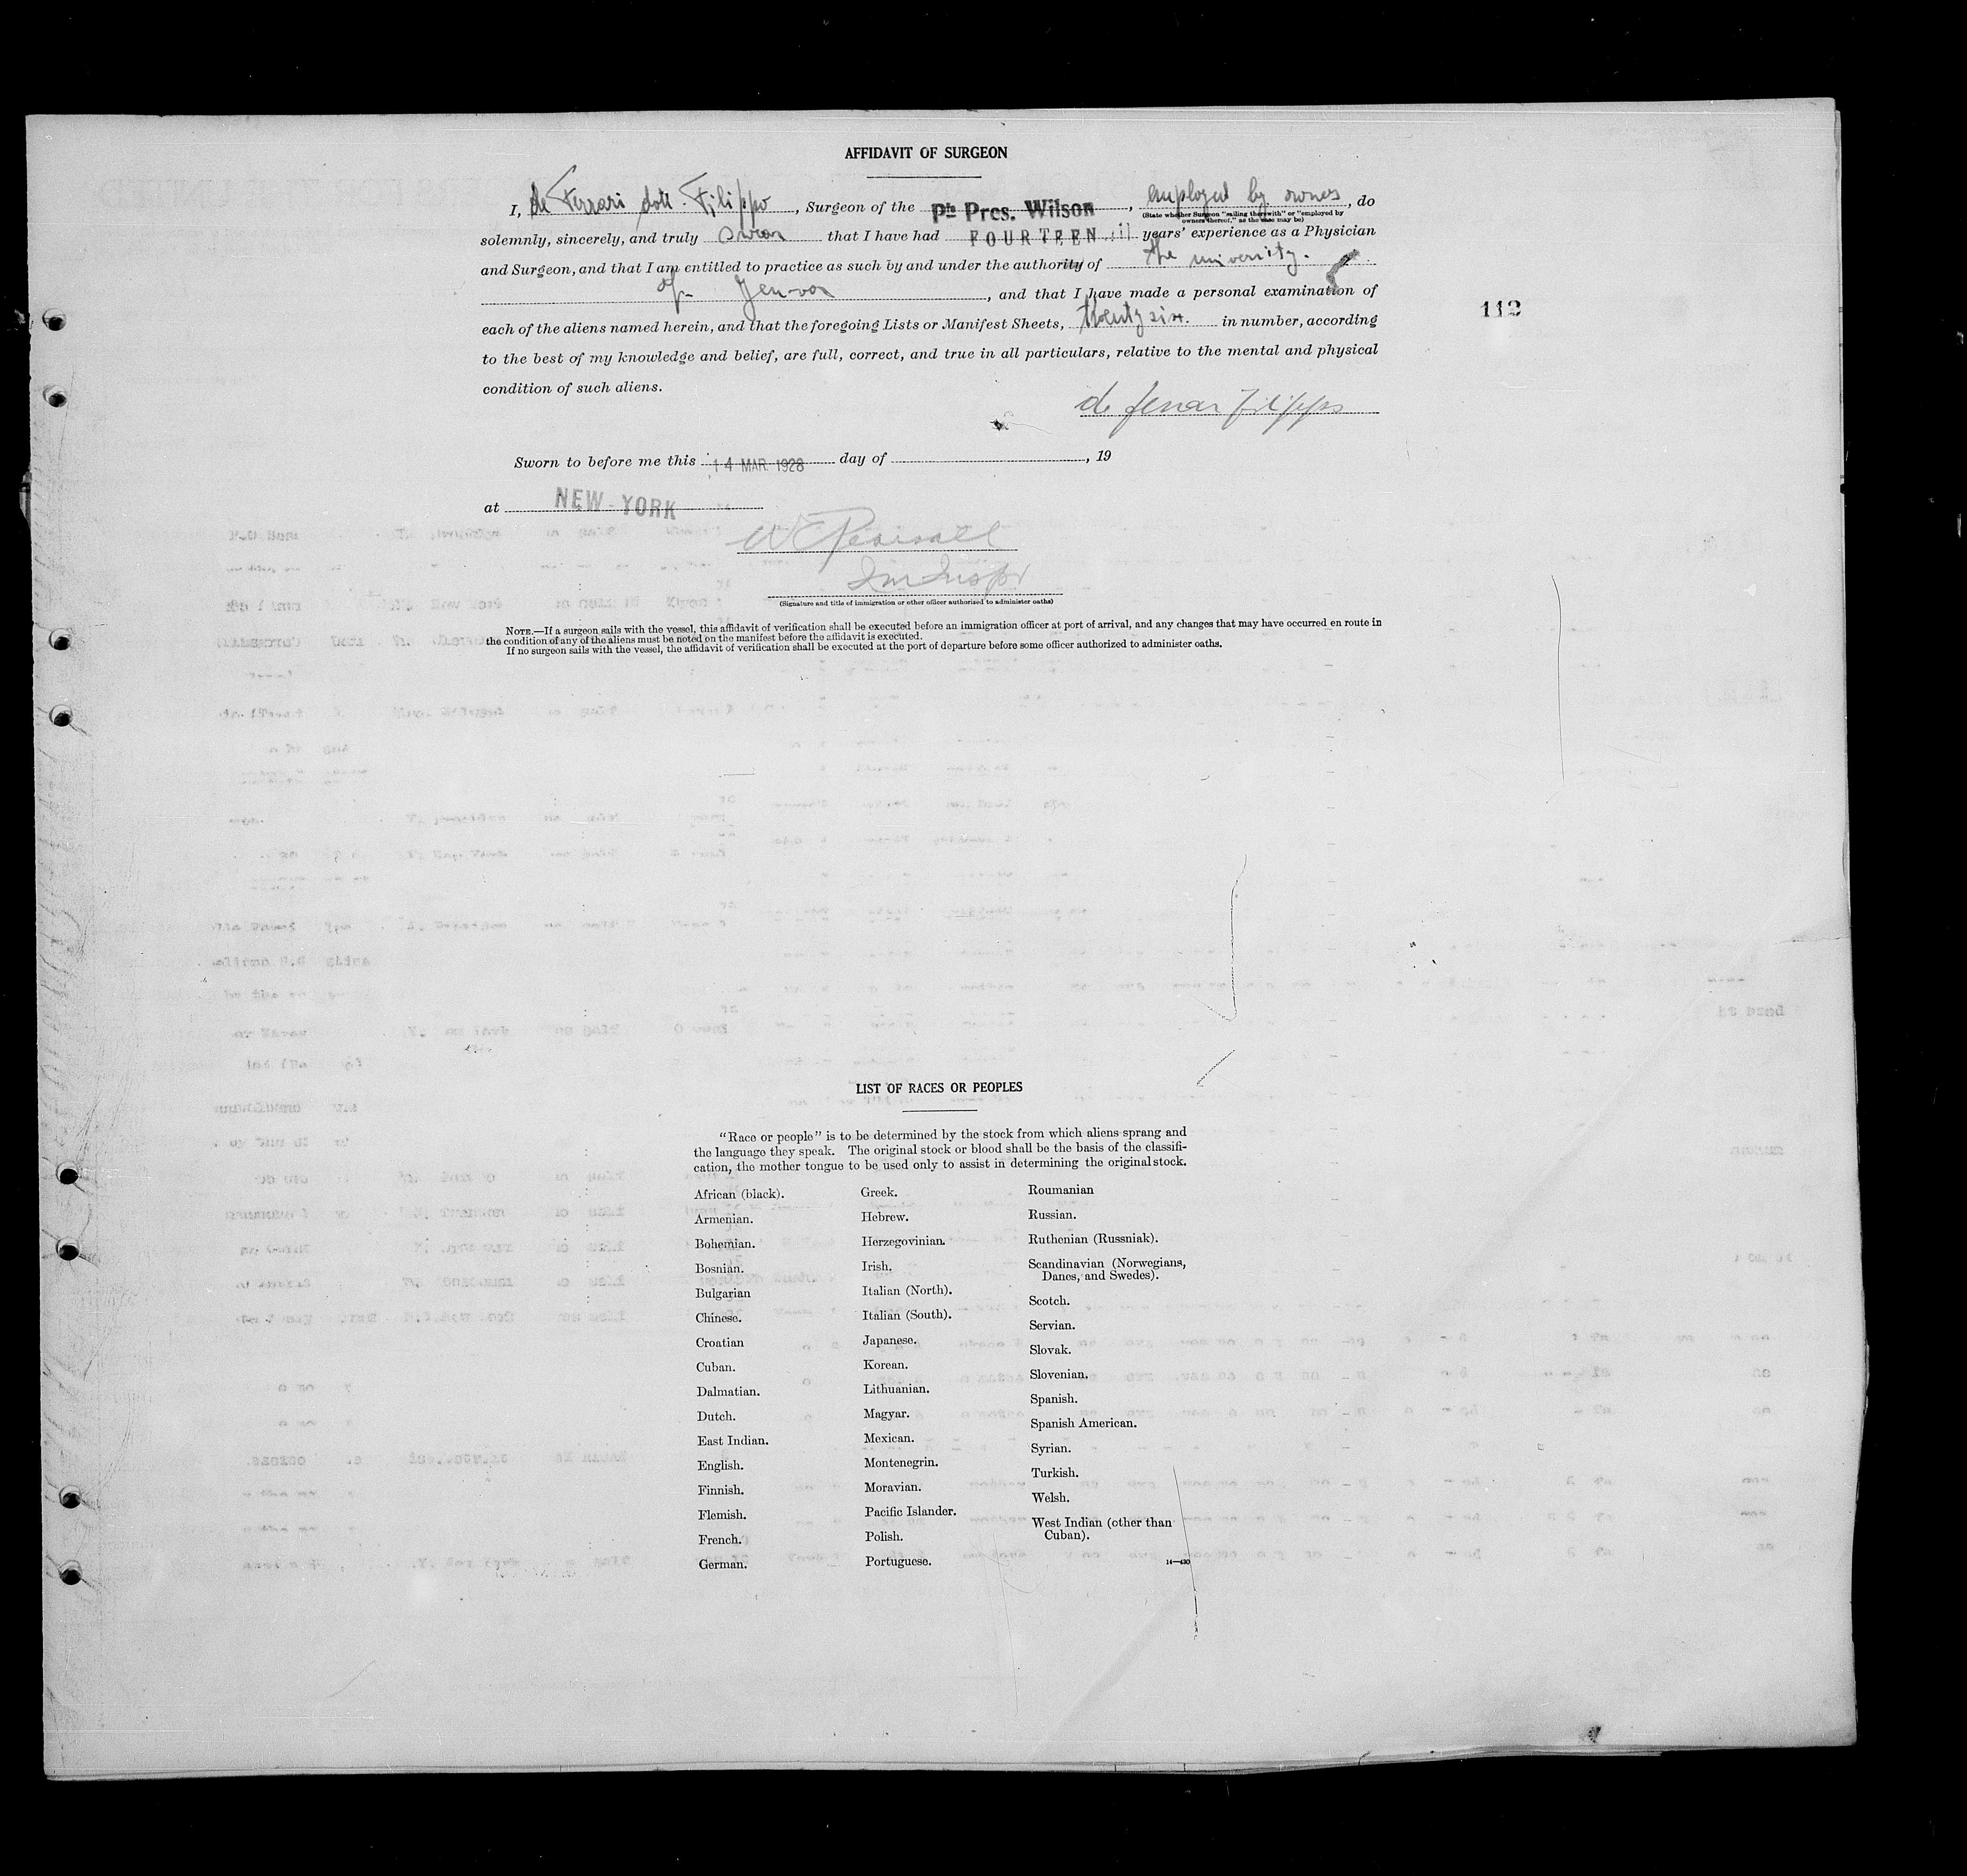 AFFIDAVIT OF SURGEON
I, de Ferrari dott. Filippo, Surgeon of the Pte Pres. Wilson, employed by owners, do
(State whether Surgeon "sailing therewith" or "employed by
owners thereof," as the case may be)
solemnly, sincerely, and truly swear that I have had FOURTEEN years' experience as a Physician
and Surgeon, and that I am entitled to practice as such by and under the authority of the university.
of, and that I have made a personal examination of
each of the aliens named herein, and that the foregoing Lists or Manifest Sheets, twenty six. in number, according
to the best of my knowledge and belief, are full, correct, and true in all particulars, relative to the mental and physical
condition of such aliens.
112
de Ferrari Filippo
Sworn to before me this 14 MAR. 1928 day of , 19
at NEW YORK
Im Inspr
(Signature and title of immigration or other officer authorized to administer oaths)
NOTE.—If a surgeon sails with the vessel, this affidavit of verification shall be executed before an immigration officer at port of arrival, and any changes that may have occurred en route in
the condition of any of the aliens must be noted on the manifest before the affidavit is executed.
If no surgeon sails with the vessel, the affidavit of verification shall be executed at the port of departure before some officer authorized to administer oaths.
LIST OF RACES OR PEOPLES
"Race or people" is to be determined by the stock from which aliens sprang and
the language they speak. The original stock or blood shall be the basis of the classifi-
cation, the mother tongue to be used only to assist in determining the original stock.
African (black).
Armenian.
Bohemian.
Bosnian.
Bulgarian
Chinese.
Croatian
Cuban.
Dalmatian.
Dutch.
East Indian.
English.
Finnish.
Flemish.
French.
German.
Greek.
Hebrew.
Herzegovinian.
Irish.
Italian (North).
Italian (South).
Japanese.
Korean.
Lithuanian.
Magyar.
Mexican.
Montenegrin.
Moravian.
Pacific Islander.
Polish.
Portuguese.
Roumanian
Russian.
Ruthenian (Russniak).
Scandinavian (Norwegians,
Danes, and Swedes).
Scotch.
Servian.
Slovak.
Slovenian.
Spanish.
Spanish American.
Syrian.
Turkish.
Welsh.
West Indian (other than
Cuban).
14—430